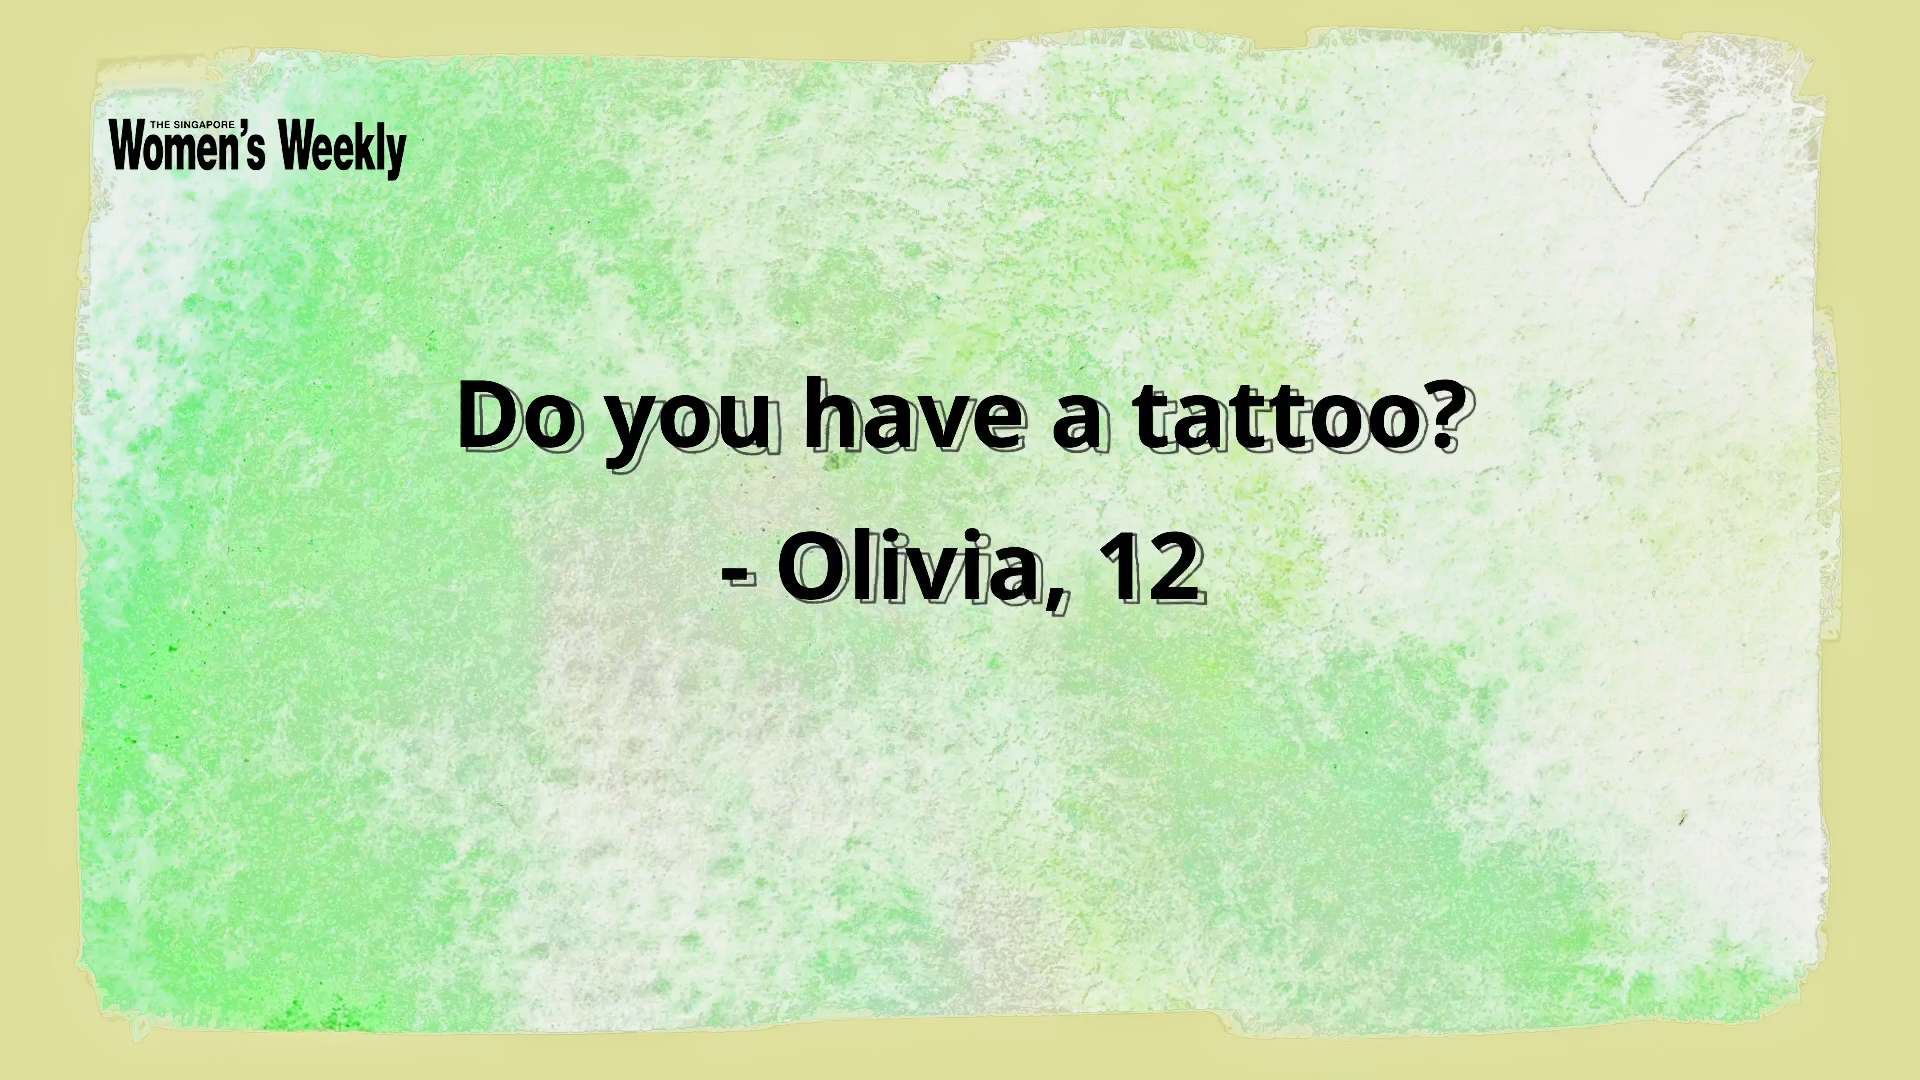 THE SINGAPORE
Women's Weekly
Do you have a tattoo?
- Olivia, 12